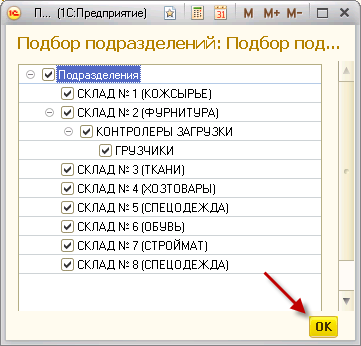 П... (1С:Предприятие)
31
M M+ M-
Подбор подразделений: Подбор под...
Подразделения
СКЛАД № 1 (КОЖСЫРЬЕ)
СКЛАД № 2 (ФУРНИТУРА)
КОНТРОЛЕРЫ ЗАГРУЗКИ
ГРУЗЧИКИ
СКЛАД № 3 (ТКАНИ)
СКЛАД № 4 (ХОЗТОВАРЫ)
СКЛАД № 5 (СПЕЦОДЕЖДА)
СКЛАД № 6 (ОБУВЬ)
СКЛАД № 7 (СТРОЙМАТ)
СКЛАД № 8 (СПЕЦОДЕЖДА)
OK